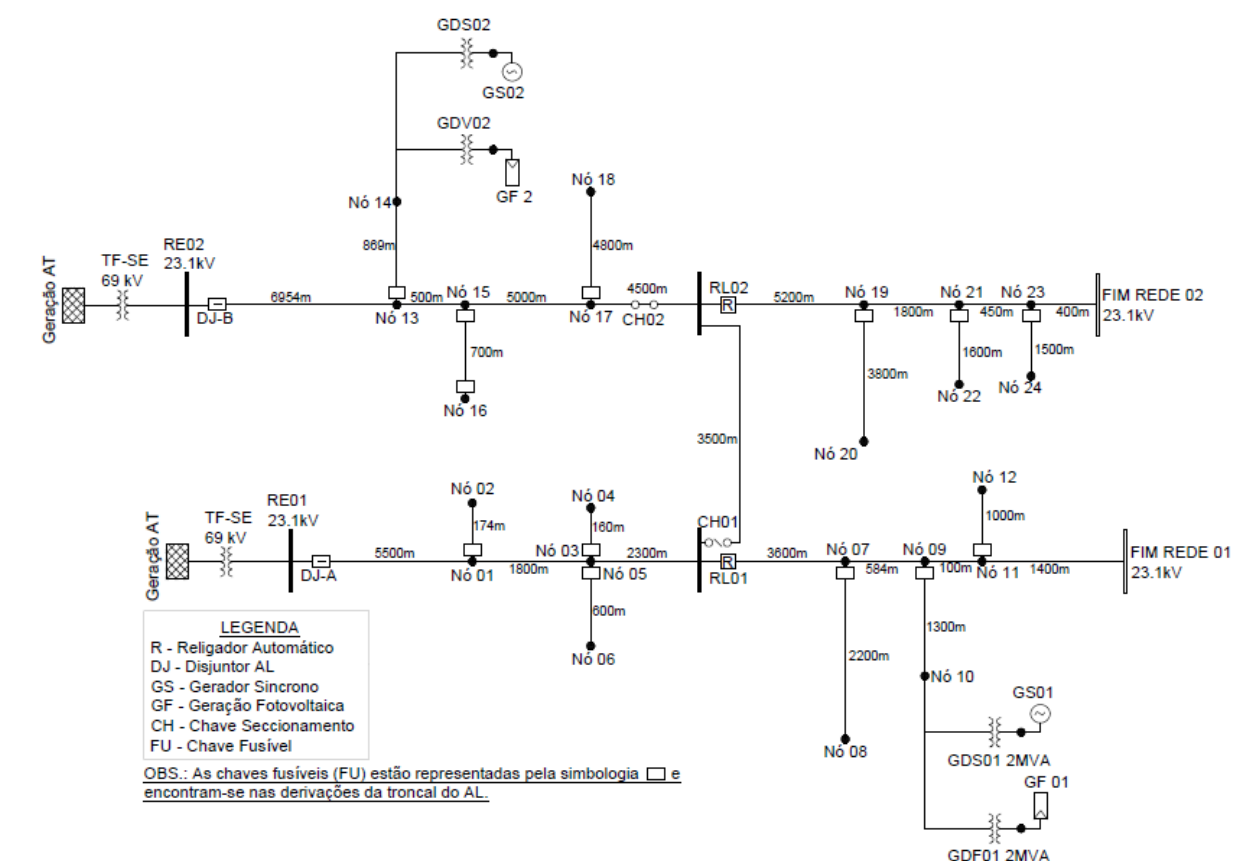 GDS02
GS02
GDV02
GF 2
Nó 18
Nó 14
869m
4800m
Geração AT
TF-SE
69 kV
RE02
23.1kV
DJ-B
6954m
Nó 13
500m
Nó 15
5000m
Nó 17
4500m
CH02
RL02
R
5200m
Nó 19
1800m
Nó 21
450m
Nó 23
400m
FIM REDE 02
23.1kV
700m
Nó 16
3800m
1600m
1500m
Nó 22
Nó 24
Nó 20
3500m
Nó 02
174m
Nó 04
160m
Nó 12
1000m
Geração AT
TF-SE
69 kV
RE01
23.1kV
DJ-A
5500m
Nó 01
1800m
Nó 03
Nó 05
2300m
CH01
RL01
R
3600m
Nó 07
584m
Nó 09
100m
Nó 11
1400m
FIM REDE 01
23.1kV
600m
Nó 06
2200m
Nó 08
1300m
Nó 10
GS01
GDS01 2MVA
GF 01
GDF01 2MVA
LEGENDA
R - Religador Automático
DJ - Disjuntor AL
GS - Gerador Sincrono
GF - Geração Fotovoltaica
CH - Chave Seccionamento
FU - Chave Fusível
OBS.: As chaves fusíveis (FU) estão representadas pela simbologia e
encontram-se nas derivações da troncal do AL.